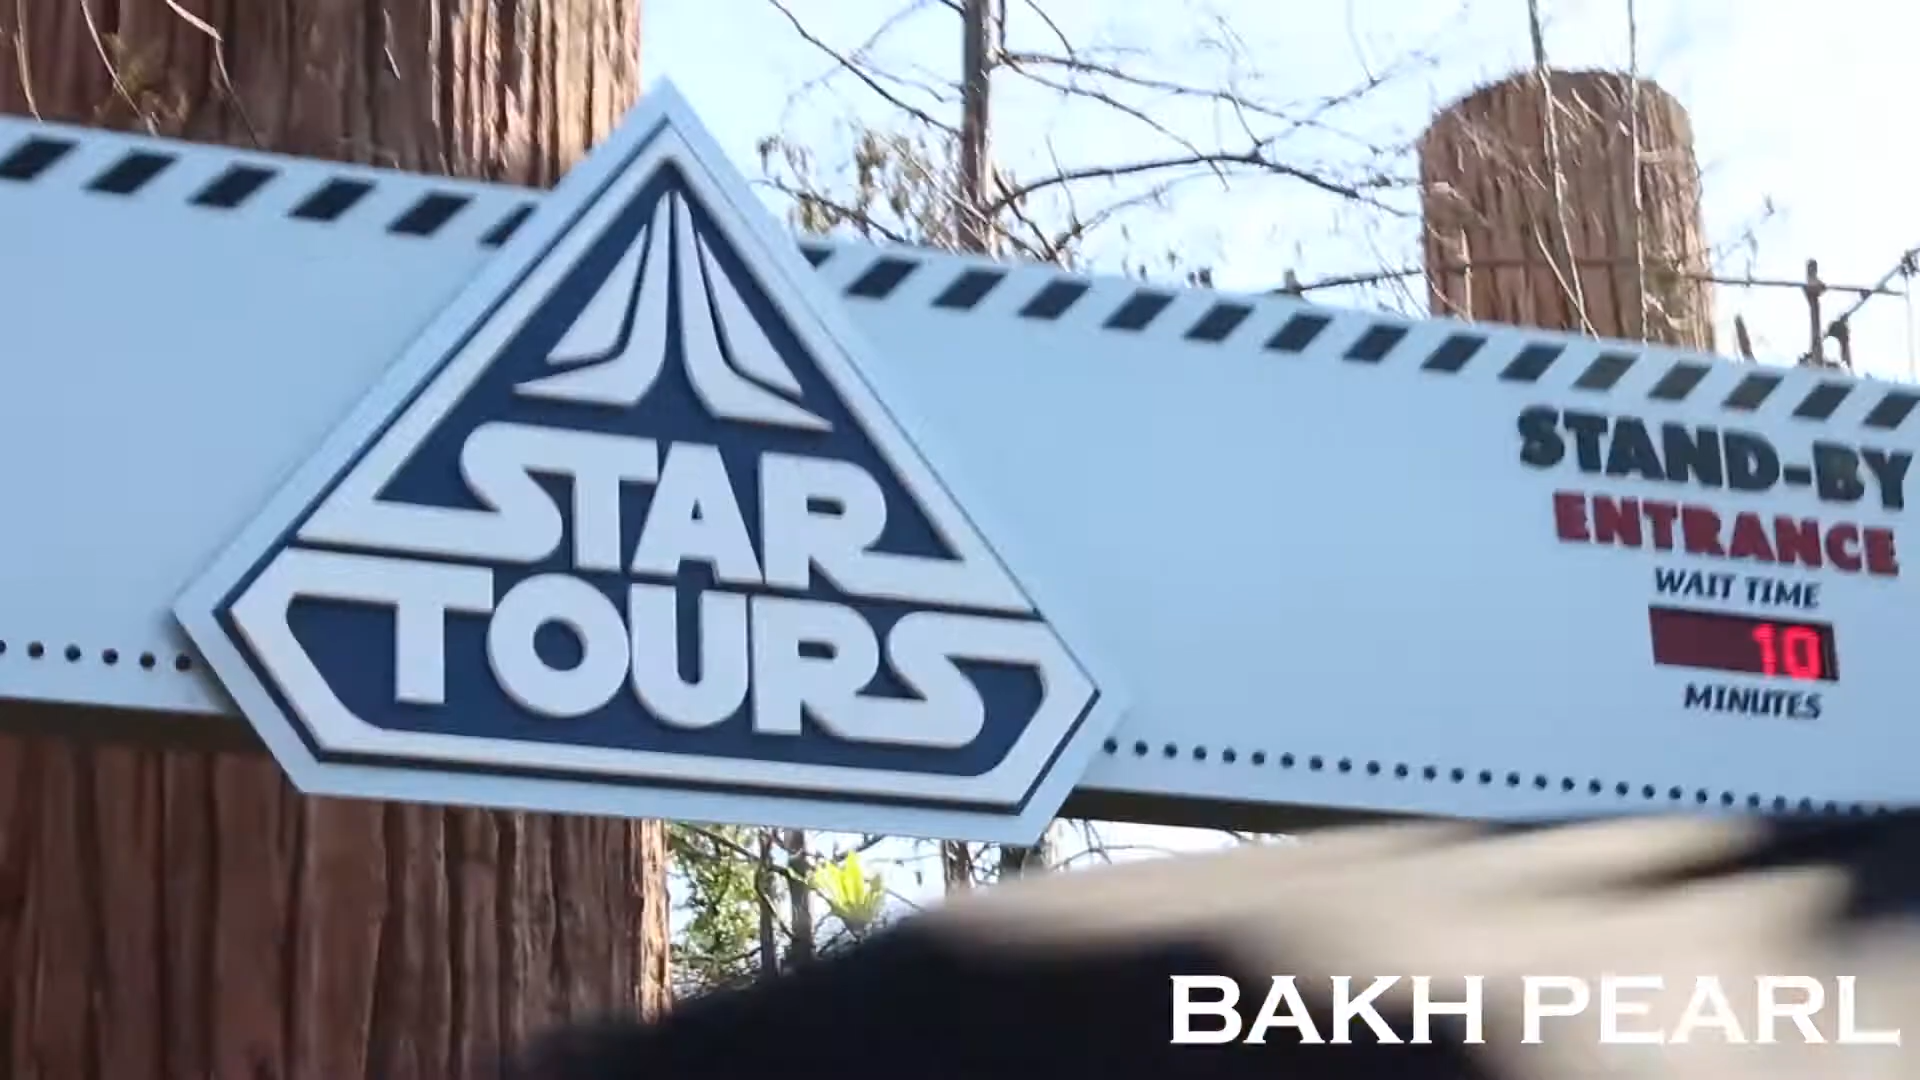 STAR
TOURS
STAND-BY
ENTRANCE
WAIT TIME
10
MINUTES
BAKH PEARL